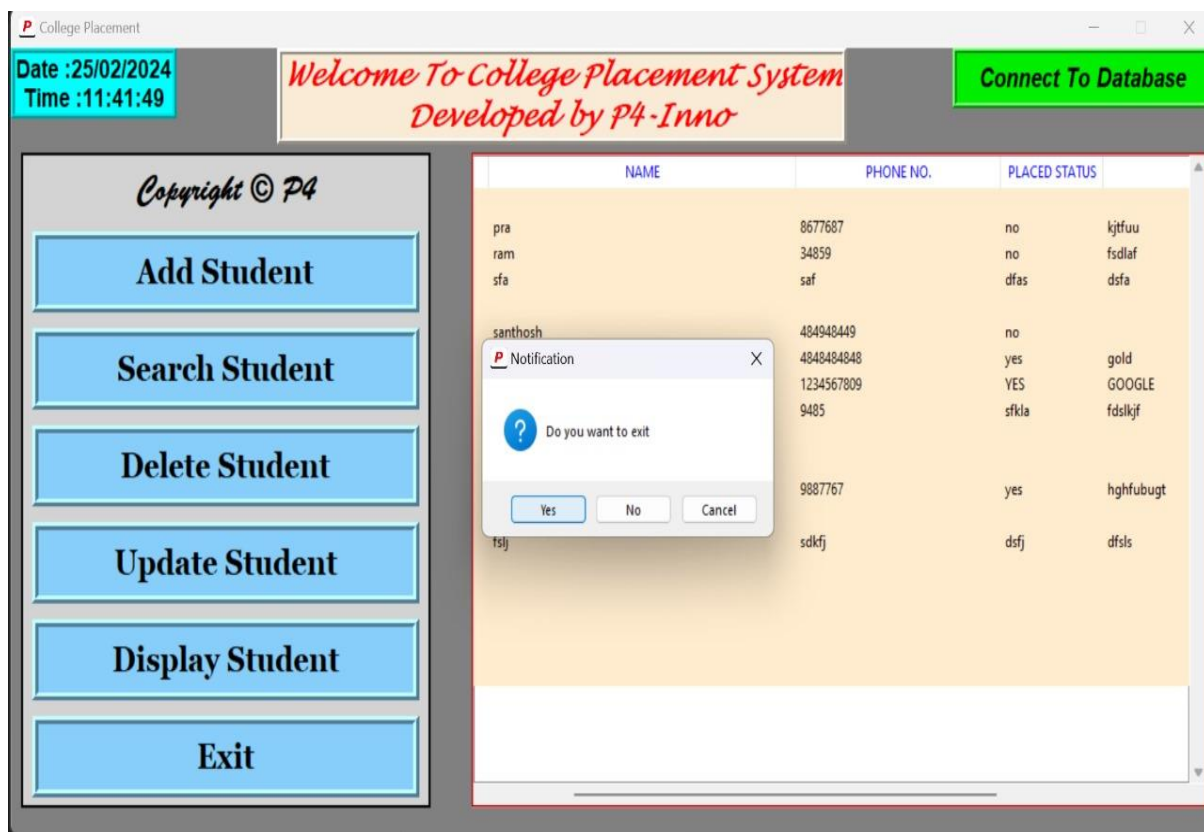 P College Placement
Date :25/02/2024
Time :11:41:49
Welcome To College Placement System
Developed by P4-Inno
Connect To Database
Copyright © P4
Add Student
Search Student
Delete Student
Update Student
Display Student
Exit
NAME PHONE NO. PLACED STATUS
pra 8677687 no kjtfuu
ram 34859 no fsdlaf
sfa saf dfas dsfa
santhosh 484948449 no
4848484848 yes gold
1234567809 YES GOOGLE
9485 sfkla fdslkjf
9887767 yes hghfubugt
fslj sdkfj dsfj dfsls
P Notification
? Do you want to exit
Yes No Cancel